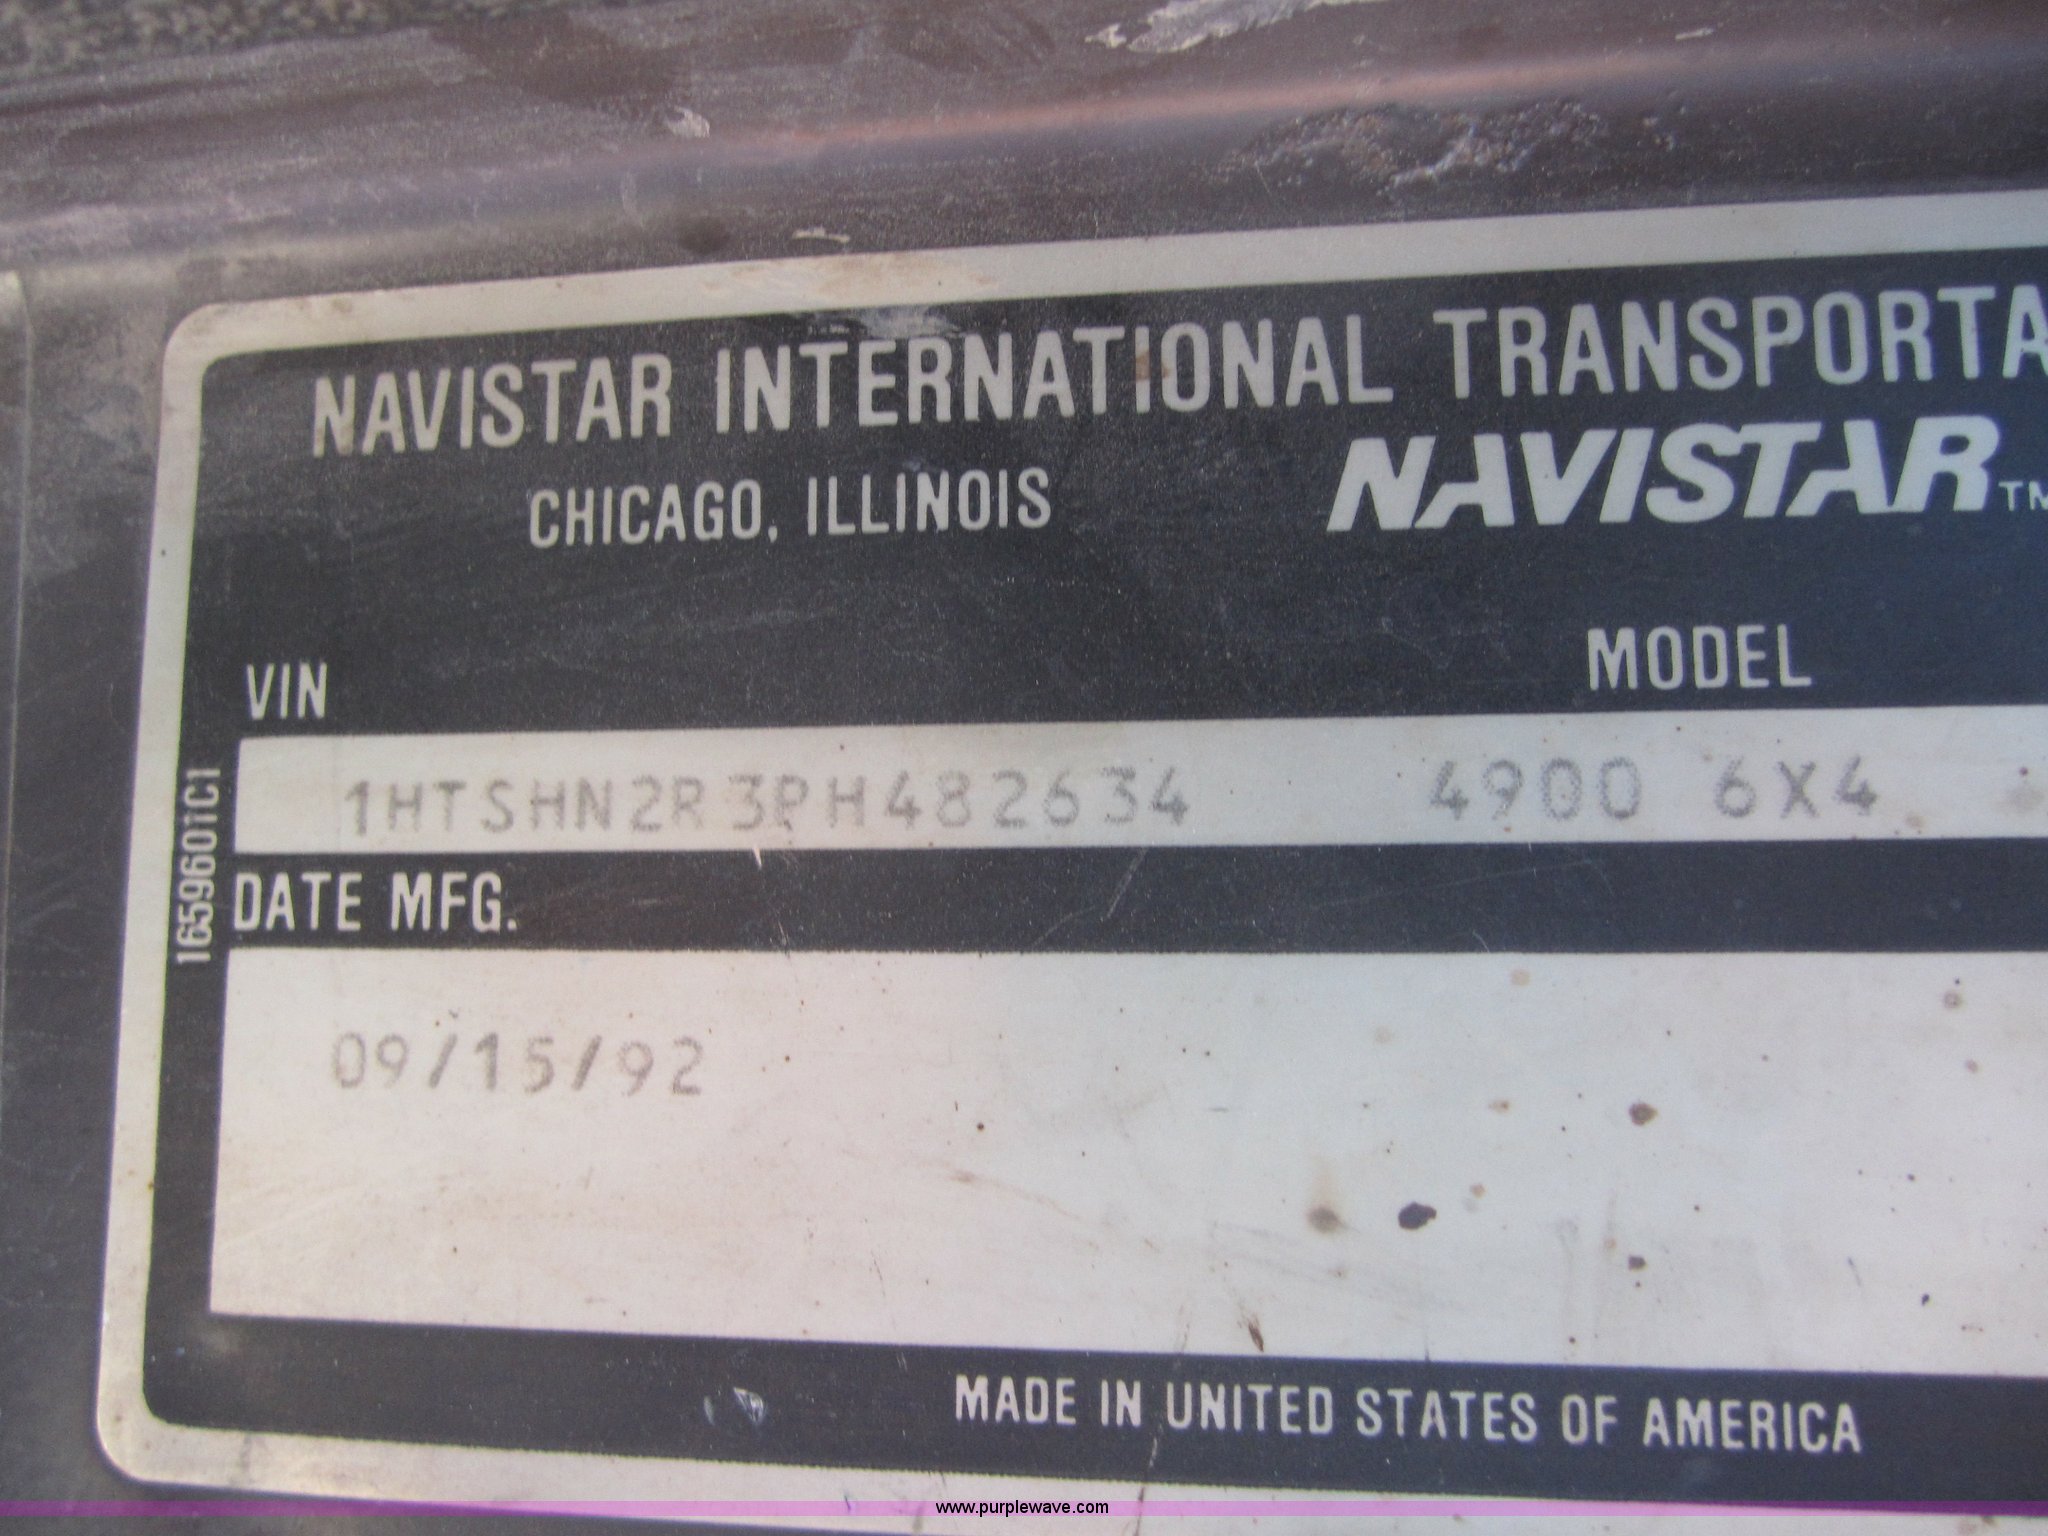 NAVISTAR INTERNATIONAL TRANSPORTA
CHICAGO, ILLINOIS
NAVISTAR TM
VIN
MODEL
1HTSHN2R3PH482634
4900 6X4
1659601C1
DATE MFG.
09/15/92
MADE IN UNITED STATES OF AMERICA
www.purplewave.com